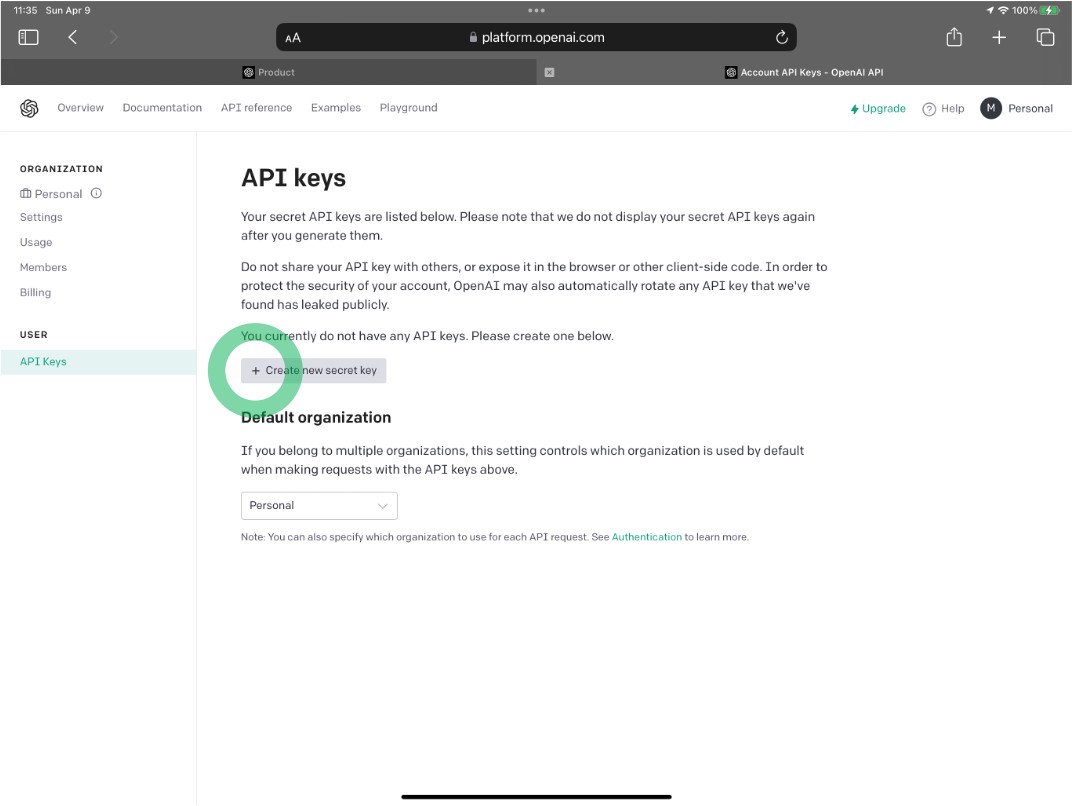 11:35 Sun Apr 9
100%
AA
platform.openai.com
Product
Account API Keys - OpenAI API
Overview
Documentation
API reference
Examples
Playground
Upgrade
Help
M
Personal
ORGANIZATION
Personal
Settings
Usage
Members
Billing
USER
API Keys
API keys
Your secret API keys are listed below. Please note that we do not display your secret API keys again
after you generate them.
Do not share your API key with others, or expose it in the browser or other client-side code. In order to
protect the security of your account, OpenAI may also automatically rotate any API key that we've
found has leaked publicly.
You currently do not have any API keys. Please create one below.
+ Create new secret key
Default organization
If you belong to multiple organizations, this setting controls which organization is used by default
when making requests with the API keys above.
Personal
Note: You can also specify which organization to use for each API request. See Authentication to learn more.